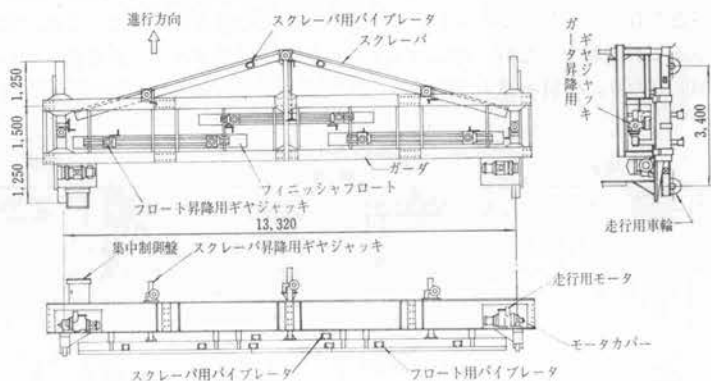 進行方向
スクレーパ用バイブレータ
スクレーパ
ガータ昇降用
ギヤジャッキ
1,250
1,500
1,250
3,400
ガーダ
フィニッシャフロート
フロート昇降用ギヤジャッキ
走行用車輪
13,320
集中制御盤
スクレーパ昇降用ギヤジャッキ
走行用モータ
モータカバー
スクレーパ用バイブレータ
フロート用バイブレータ